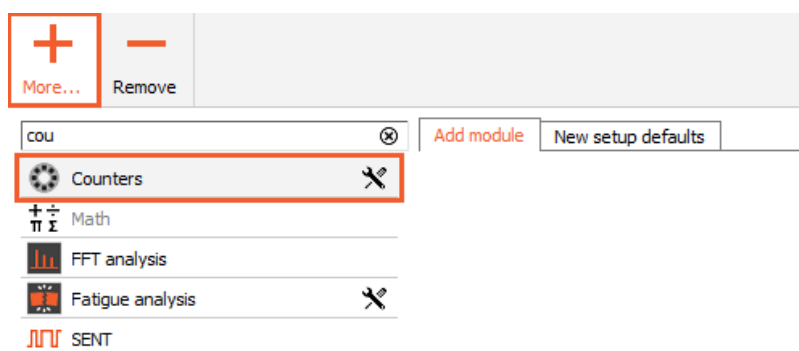 More... Remove
cou Add module New setup defaults
Counters
Math
FFT analysis
Fatigue analysis
SENT